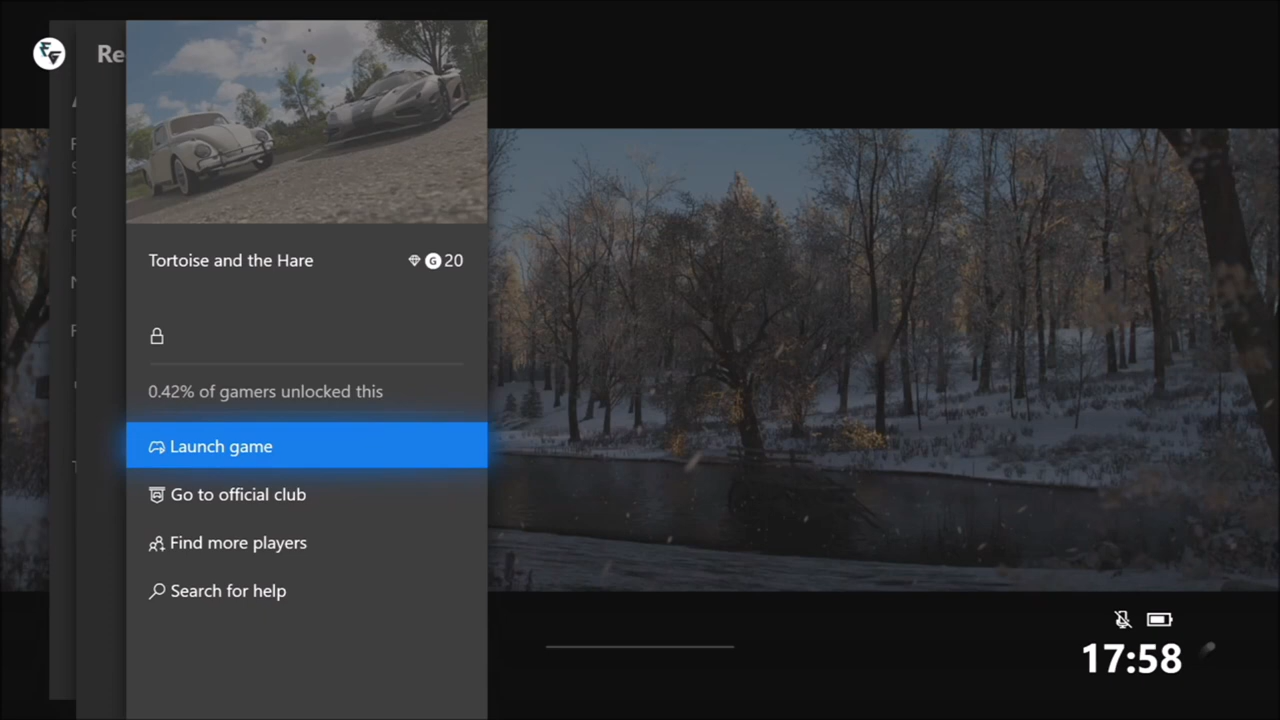 Re
Tortoise and the Hare
G 20
0.42% of gamers unlocked this
Launch game
Go to official club
Find more players
Search for help
17:58